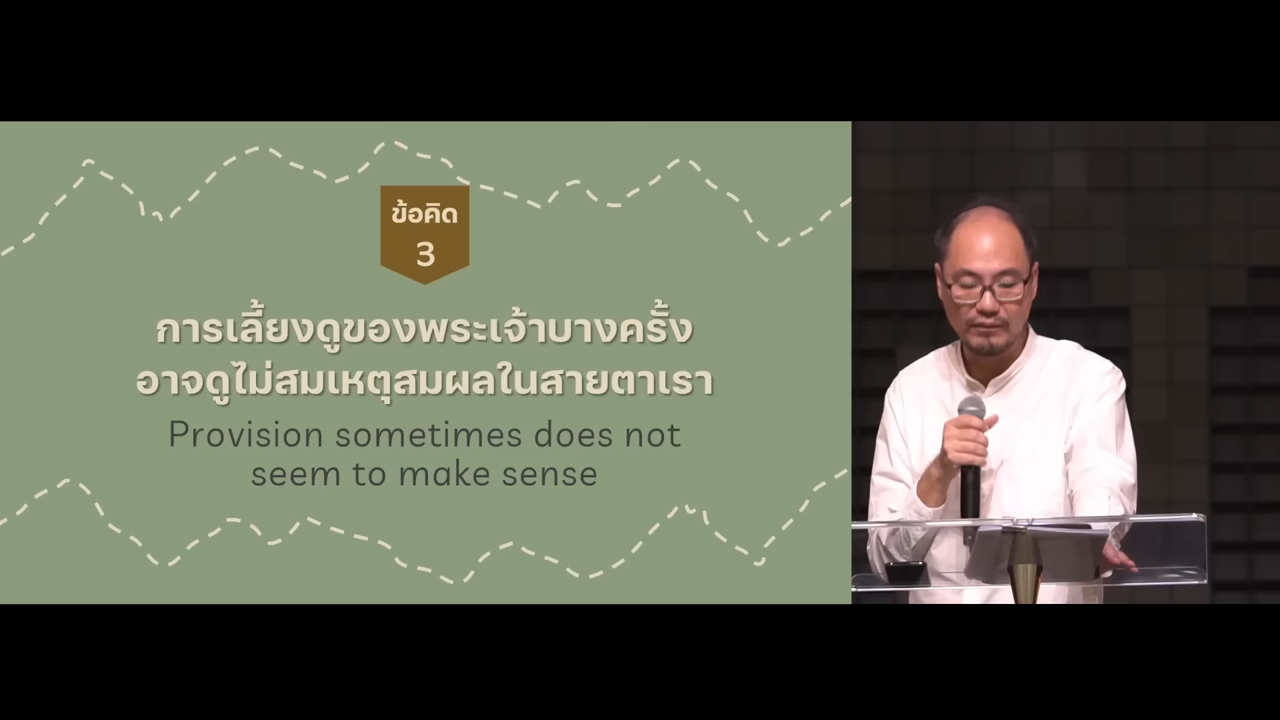 ข้อคิด
3
การเลี้ยงดูของพระเจ้าบางครั้ง
อาจดูไม่สมเหตุสมผลในสายตาเรา
Provision sometimes does not
seem to make sense